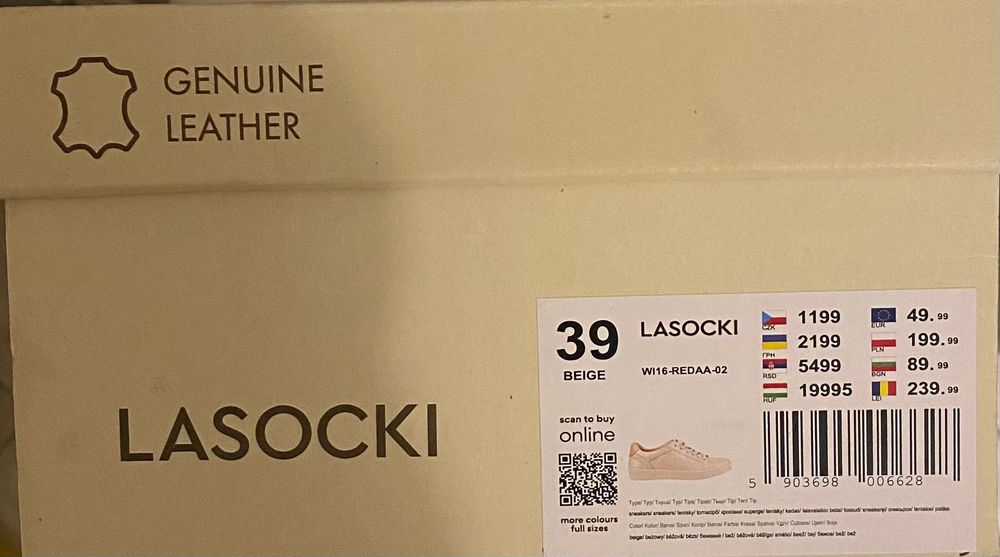 GENUINE
LEATHER
LASOCKI
39
BEIGE
LASOCKI
WI16-REDAA-02
CZK 1199
ГРН 2199
RSD 5499
HUF 19995
EUR 49.99
PLN 199.99
BGN 89.99
LEI 239.99
scan to buy
online
more colours
full sizes
5 903698 006628